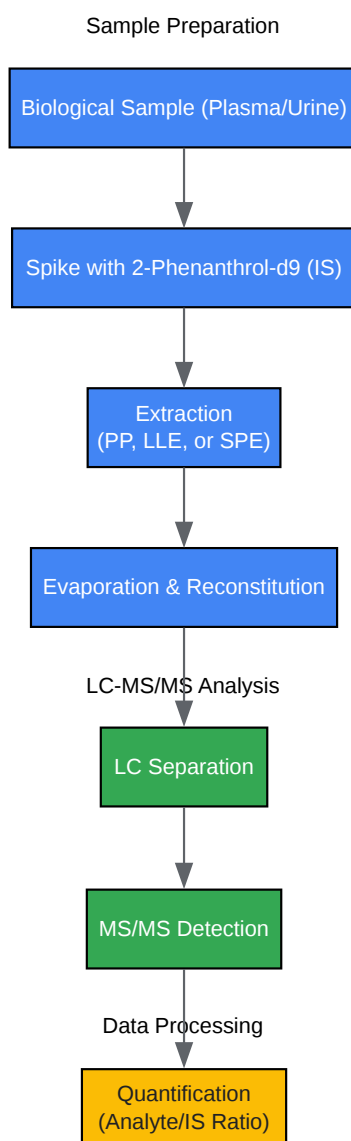 Sample Preparation
Biological Sample (Plasma/Urine)
Spike with 2-Phenanthrol-d9 (IS)
Extraction
(PP, LLE, or SPE)
Evaporation & Reconstitution
LC-MS/MS Analysis
LC Separation
MS/MS Detection
Data Processing
Quantification
(Analyte/IS Ratio)